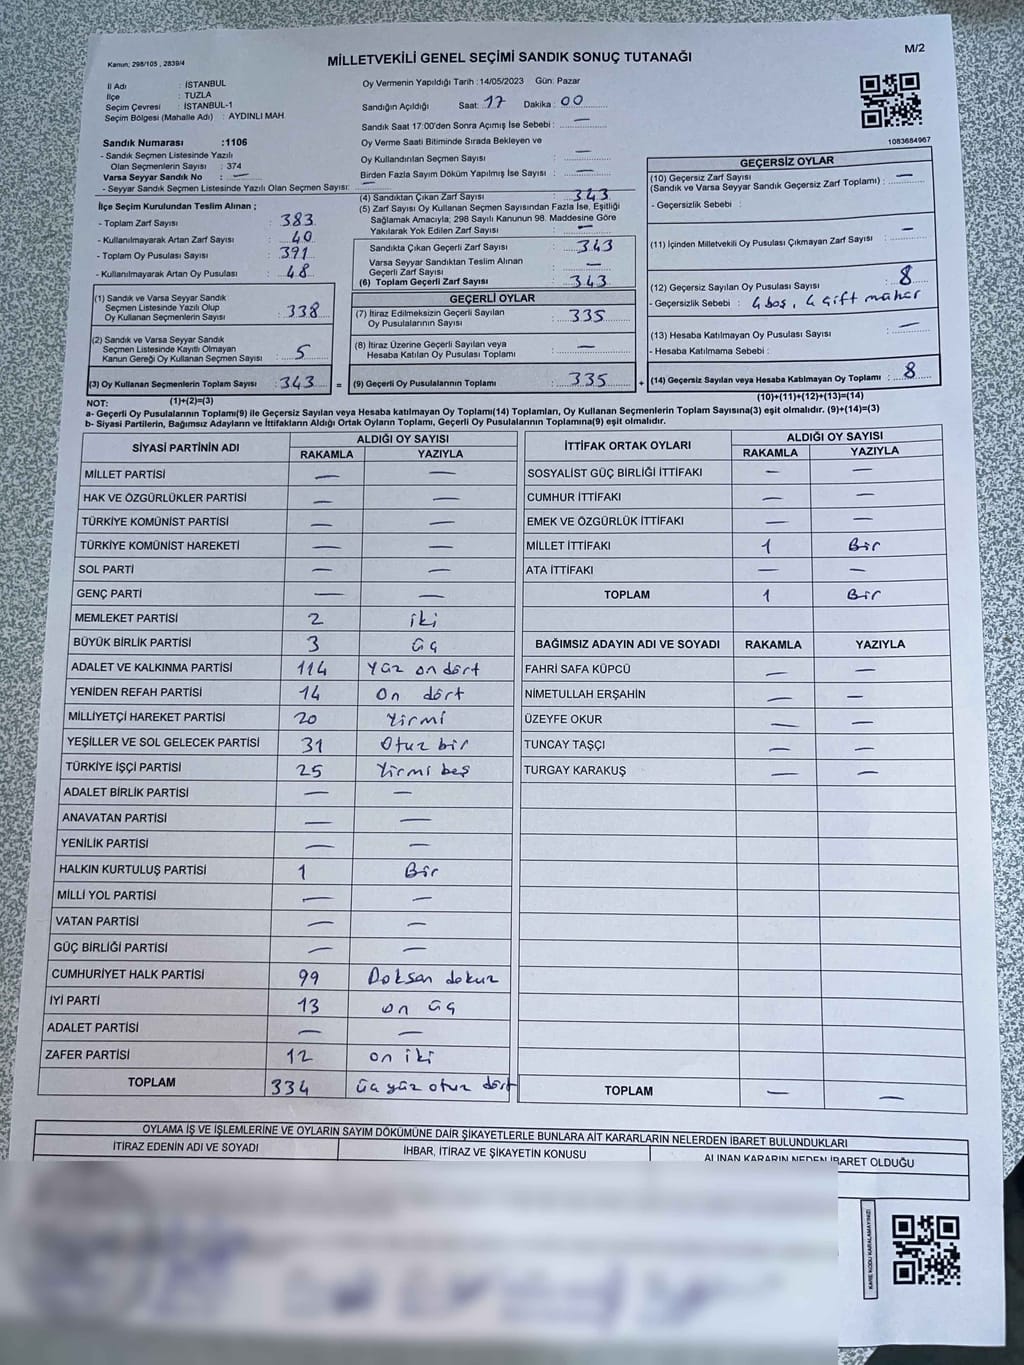 Kanun; 298/105 , 2839/4
MİLLETVEKİLİ GENEL SEÇİMİ SANDIK SONUÇ TUTANAĞI
M/2
İl Adı : İSTANBUL
İlçe : TUZLA
Seçim Çevresi : İSTANBUL-1
Seçim Bölgesi (Mahalle Adı) : AYDINLI MAH.
Oy Vermenin Yapıldığı Tarih :14/05/2023 Gün: Pazar
Sandığın Açıldığı Saat: 17 Dakika : 00
Sandık Saat 17:00'den Sonra Açımış İse Sebebi : —
Oy Verme Saati Bitiminde Sırada Bekleyen ve
Oy Kullandırılan Seçmen Sayısı : —
Birden Fazla Sayım Döküm Yapılmış İse Sayısı : —
1083684967
Sandık Numarası :1106
- Sandık Seçmen Listesinde Yazılı
Olan Seçmenlerin Sayısı : 374
Varsa Seyyar Sandık No : —
- Seyyar Sandık Seçmen Listesinde Yazılı Olan Seçmen Sayısı: —
İlçe Seçim Kurulundan Teslim Alınan ;
- Toplam Zarf Sayısı : 383
- Kullanılmayarak Artan Zarf Sayısı : 40
- Toplam Oy Pusulası Sayısı : 391
- Kullanılmayarak Artan Oy Pusulası : 48
(1) Sandık ve Varsa Seyyar Sandık
Seçmen Listesinde Yazılı Olup
Oy Kullanan Seçmenlerin Sayısı : 338
(2) Sandık ve Varsa Seyyar Sandık
Seçmen Listesinde Kayıtlı Olmayan
Kanun Gereği Oy Kullanan Seçmen Sayısı : 5
(3) Oy Kullanan Seçmenlerin Toplam Sayısı : 343 =
(4) Sandıktan Çıkan Zarf Sayısı : 343
(5) Zarf Sayısı Oy Kullanan Seçmen Sayısından Fazla İse, Eşitliği
Sağlamak Amacıyla; 298 Sayılı Kanunun 98. Maddesine Göre
Yakılarak Yok Edilen Zarf Sayısı : —
Sandıkta Çıkan Geçerli Zarf Sayısı : 343
Varsa Seyyar Sandıktan Teslim Alınan
Geçerli Zarf Sayısı : —
(6) Toplam Geçerli Zarf Sayısı : 343
GEÇERLİ OYLAR
(7) İtiraz Edilmeksizin Geçerli Sayılan
Oy Pusulalarının Sayısı : 335
(8) İtiraz Üzerine Geçerli Sayılan veya
Hesaba Katılan Oy Pusulası Toplamı : —
(9) Geçerli Oy Pusulalarının Toplamı : 335 +
GEÇERSİZ OYLAR
(10) Geçersiz Zarf Sayısı
(Sandık ve Varsa Seyyar Sandık Geçersiz Zarf Toplamı) : —
- Geçersizlik Sebebi :
(11) İçinden Milletvekili Oy Pusulası Çıkmayan Zarf Sayısı : —
(12) Geçersiz Sayılan Oy Pusulası Sayısı : 8
- Geçersizlik Sebebi : 4 boş, 4 çift mühür
(13) Hesaba Katılmayan Oy Pusulası Sayısı : —
- Hesaba Katılmama Sebebi :
(14) Geçersiz Sayılan veya Hesaba Katılmayan Oy Toplamı : 8
NOT: (1)+(2)=(3)
(10)+(11)+(12)+(13)=(14)
a- Geçerli Oy Pusulalarının Toplamı(9) ile Geçersiz Sayılan veya Hesaba katılmayan Oy Toplamı(14) Toplamları, Oy Kullanan Seçmenlerin Toplam Sayısına(3) eşit olmalıdır. (9)+(14)=(3)
b- Siyasi Partilerin, Bağımsız Adayların ve İttifakların Aldığı Ortak Oyların Toplamı, Geçerli Oy Pusulalarının Toplamına(9) eşit olmalıdır.
SİYASİ PARTİNİN ADI ALDIĞI OY SAYISI
RAKAMLA YAZIYLA
MİLLET PARTİSİ — —
HAK VE ÖZGÜRLÜKLER PARTİSİ — —
TÜRKİYE KOMÜNİST PARTİSİ — —
TÜRKİYE KOMÜNİST HAREKETİ — —
SOL PARTİ — —
GENÇ PARTİ — —
MEMLEKET PARTİSİ 2 iki
BÜYÜK BİRLİK PARTİSİ 3 üç
ADALET VE KALKINMA PARTİSİ 114 Yüz on dört
YENİDEN REFAH PARTİSİ 14 On dört
MİLLİYETÇİ HAREKET PARTİSİ 20 Yirmi
YEŞİLLER VE SOL GELECEK PARTİSİ 31 Otuz bir
TÜRKİYE İŞÇİ PARTİSİ 25 Yirmi beş
ADALET BİRLİK PARTİSİ — —
ANAVATAN PARTİSİ — —
YENİLİK PARTİSİ — —
HALKIN KURTULUŞ PARTİSİ 1 Bir
MİLLİ YOL PARTİSİ — —
VATAN PARTİSİ — —
GÜÇ BİRLİĞİ PARTİSİ — —
CUMHURİYET HALK PARTİSİ 99 Doksan dokuz
İYİ PARTİ 13 on üç
ADALET PARTİSİ — —
ZAFER PARTİSİ 12 on iki
TOPLAM 334 üç yüz otuz dört
İTTİFAK ORTAK OYLARI ALDIĞI OY SAYISI
RAKAMLA YAZIYLA
SOSYALİST GÜÇ BİRLİĞİ İTTİFAKI — —
CUMHUR İTTİFAKI — —
EMEK VE ÖZGÜRLÜK İTTİFAKI — —
MİLLET İTTİFAKI 1 Bir
ATA İTTİFAKI — —
TOPLAM 1 Bir
BAĞIMSIZ ADAYIN ADI VE SOYADI RAKAMLA YAZIYLA
FAHRİ SAFA KÜPCÜ — —
NİMETULLAH ERŞAHİN — —
ÜZEYFE OKUR — —
TUNCAY TAŞÇI — —
TURGAY KARAKUŞ — —
TOPLAM — —
OYLAMA İŞ VE İŞLEMLERİNE VE OYLARIN SAYIM DÖKÜMÜNE DAİR ŞİKAYETLERLE BUNLARA AİT KARARLARIN NELERDEN İBARET BULUNDUKLARI
İTİRAZ EDENİN ADI VE SOYADI İHBAR, İTİRAZ VE ŞİKAYETİN KONUSU ALINAN KARARIN NEDEN İBARET OLDUĞU
KARE KODU KARALAMAYINIZ!